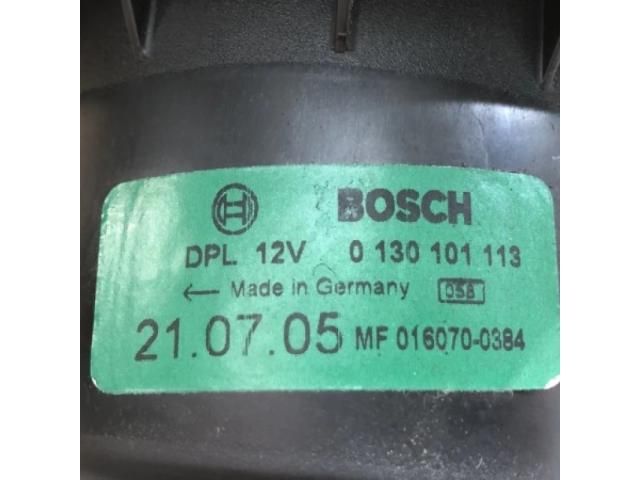 BOSCH
DPL 12V 0 130 101 113
← Made in Germany 058
21.07.05 MF 016070-0384